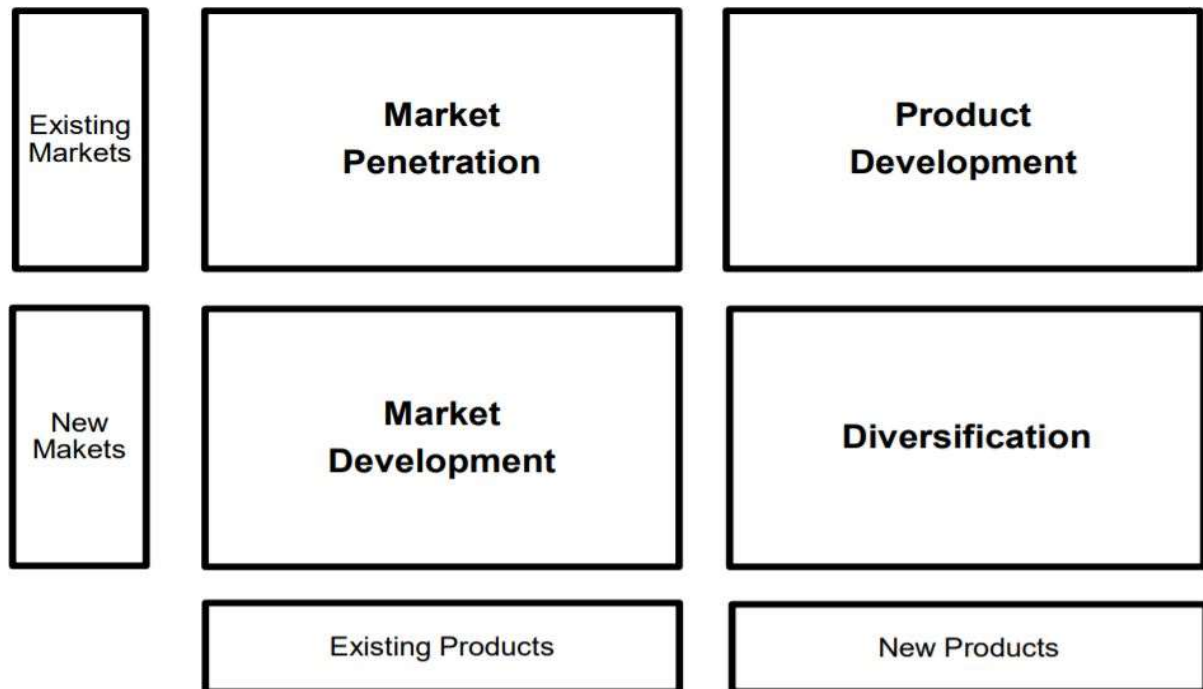 Existing
Markets
Market
Penetration
Product
Development
New
Makets
Market
Development
Diversification
Existing Products
New Products